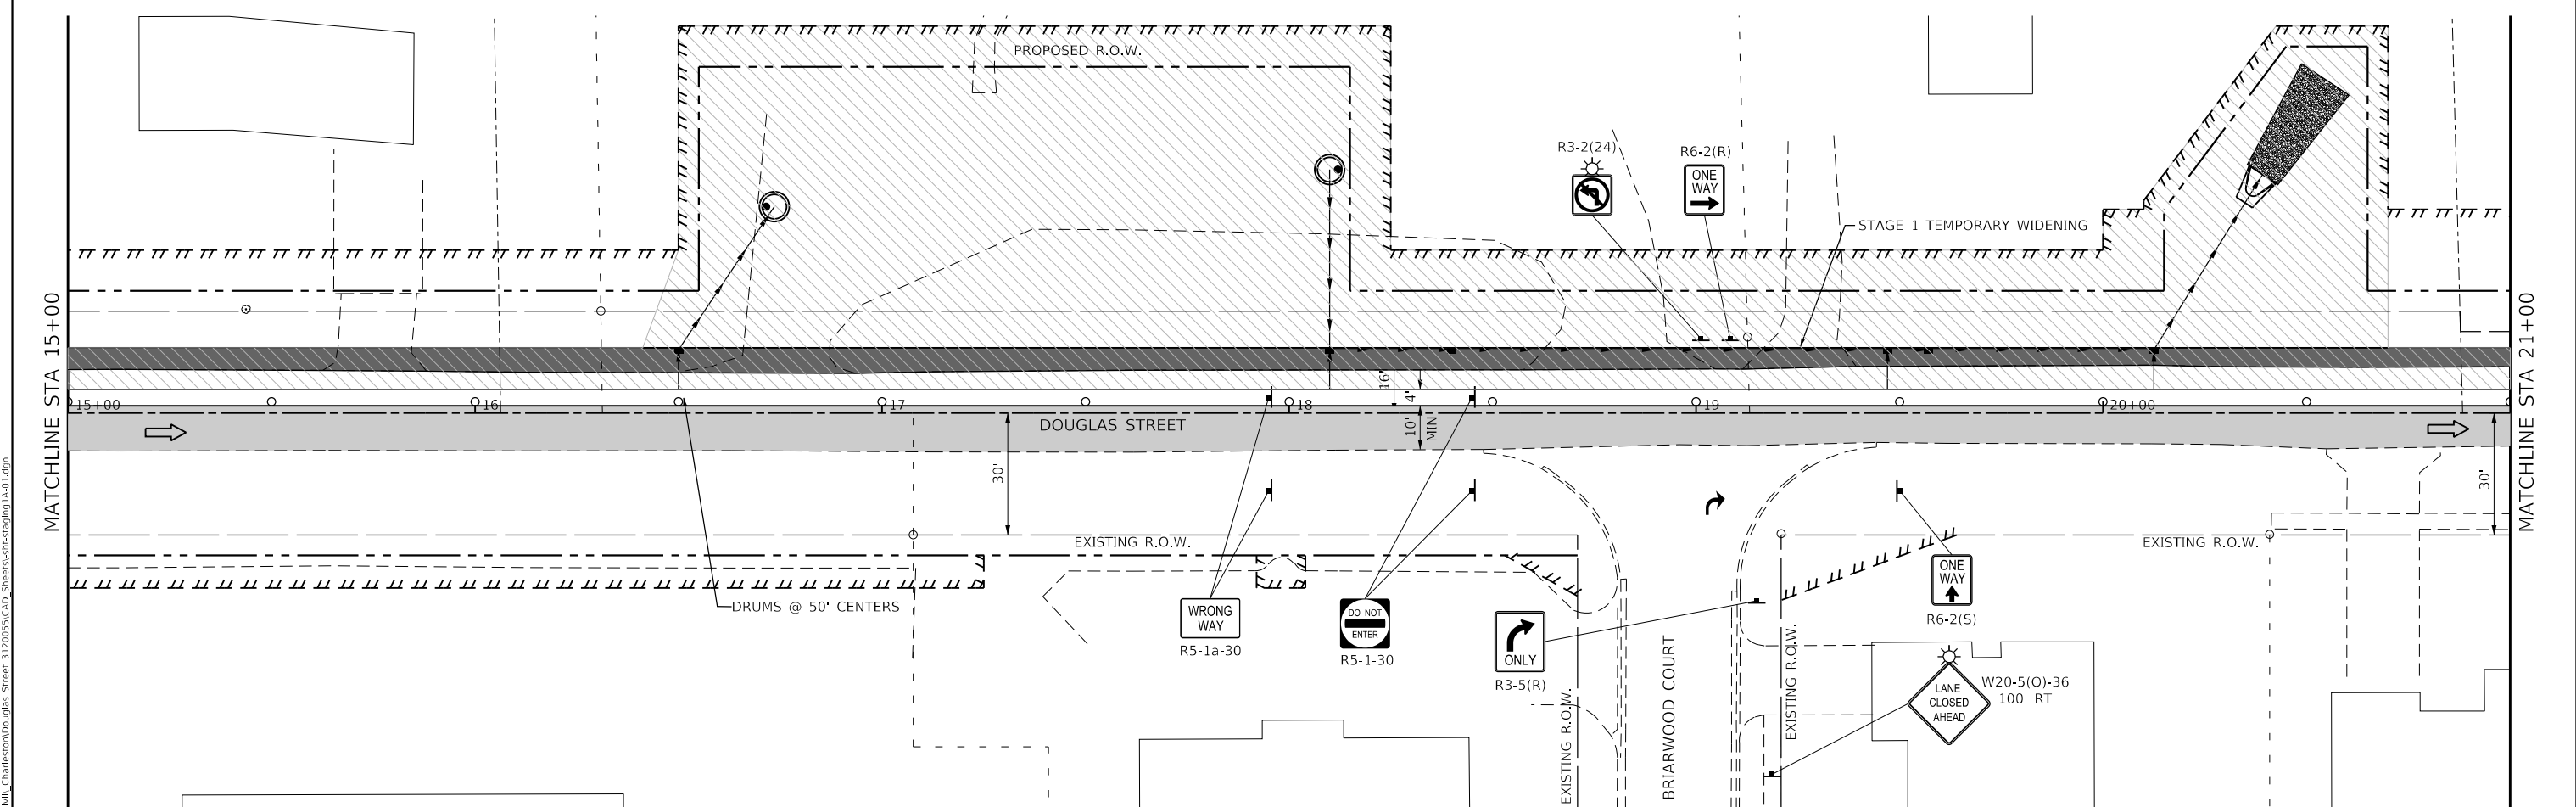 PROPOSED R.O.W.
R3-2(24)
R6-2(R)
ONE
WAY
STAGE 1 TEMPORARY WIDENING
MATCHLINE STA 15+00
MATCHLINE STA 21+00
15+00
16
17
18
19
20+00
16'
4'
10'
MIN
DOUGLAS STREET
30'
30'
EXISTING R.O.W.
EXISTING R.O.W.
DRUMS @ 50' CENTERS
WRONG
WAY
R5-1a-30
DO NOT
ENTER
R5-1-30
ONLY
R3-5(R)
ONE
WAY
R6-2(S)
LANE
CLOSED
AHEAD
W20-5(O)-36
100' RT
EXISTING R.O.W.
BRIARWOOD COURT
EXISTING R.O.W.